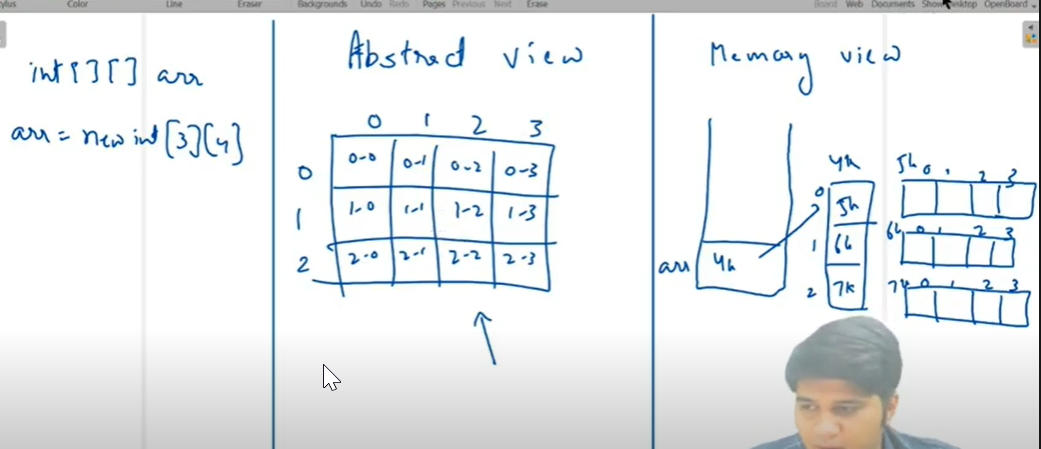 Stylus Color Line Eraser Backgrounds Undo Redo Pages Previous Next Erase Board Web Documents Show Desktop OpenBoard
int[][] arr
arr = new int[3][4]
Abstract view
0 1 2 3
0 0-0 0-1 0-2 0-3
1 1-0 1-1 1-2 1-3
2 2-0 2-1 2-2 2-3
Memory view
arr 4k
4k
0 5k
1 6k
2 7k
5k 0 1 2 3
6k 0 1 2 3
7k 0 1 2 3